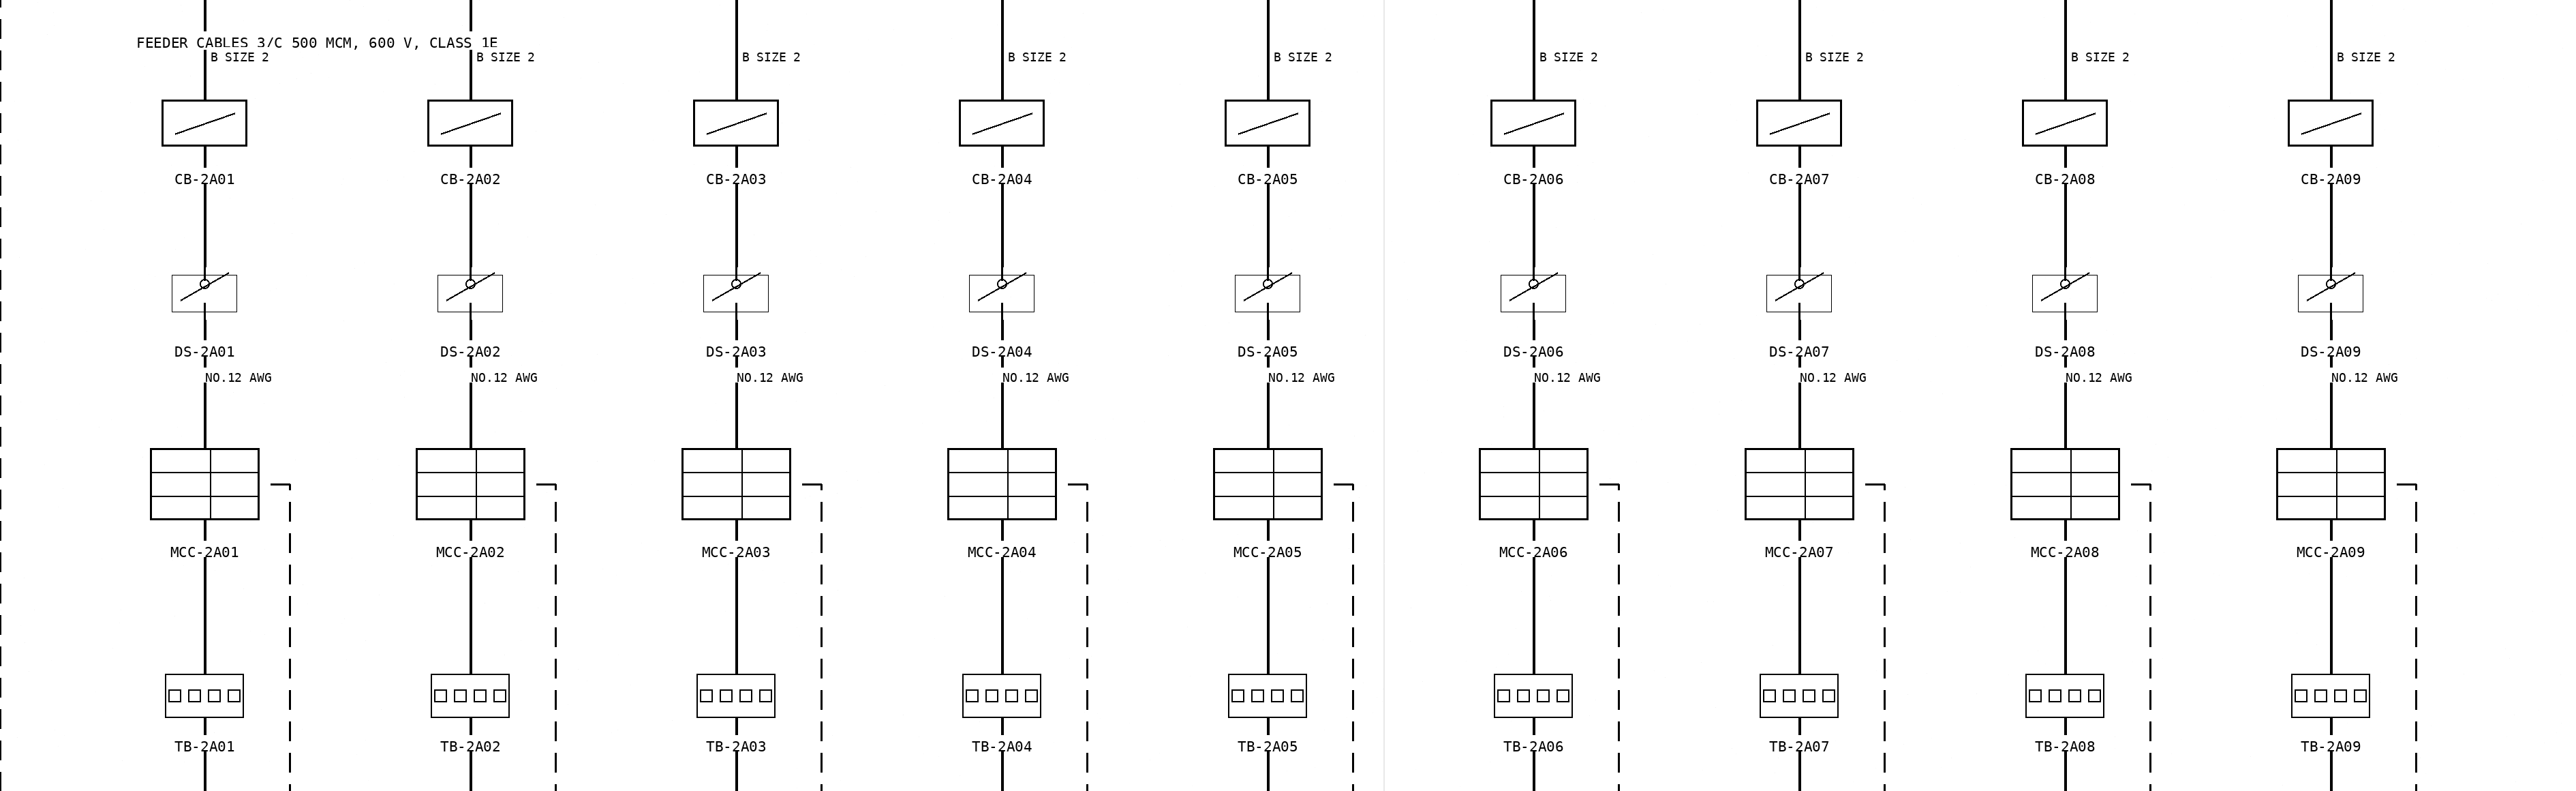 FEEDER CABLES 3/C 500 MCM, 600 V, CLASS 1E
B SIZE 2 B SIZE 2 B SIZE 2 B SIZE 2 B SIZE 2 B SIZE 2 B SIZE 2 B SIZE 2 B SIZE 2
CB-2A01 CB-2A02 CB-2A03 CB-2A04 CB-2A05 CB-2A06 CB-2A07 CB-2A08 CB-2A09
DS-2A01 DS-2A02 DS-2A03 DS-2A04 DS-2A05 DS-2A06 DS-2A07 DS-2A08 DS-2A09
NO.12 AWG NO.12 AWG NO.12 AWG NO.12 AWG NO.12 AWG NO.12 AWG NO.12 AWG NO.12 AWG NO.12 AWG
MCC-2A01 MCC-2A02 MCC-2A03 MCC-2A04 MCC-2A05 MCC-2A06 MCC-2A07 MCC-2A08 MCC-2A09
TB-2A01 TB-2A02 TB-2A03 TB-2A04 TB-2A05 TB-2A06 TB-2A07 TB-2A08 TB-2A09